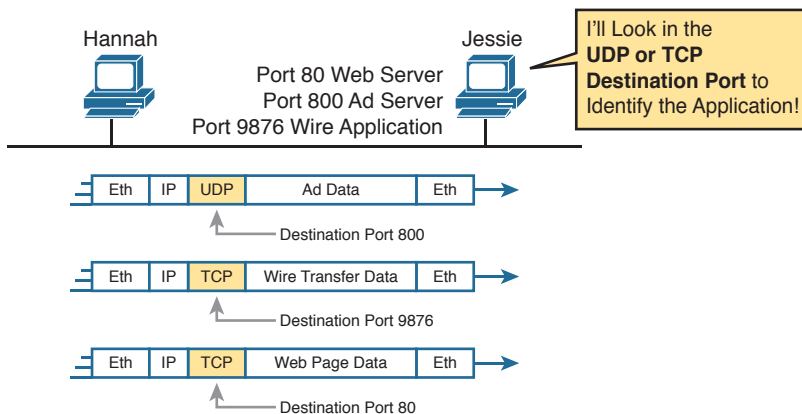 Hannah
Jessie
Port 80 Web Server
Port 800 Ad Server
Port 9876 Wire Application
I'll Look in the
UDP or TCP
Destination Port to
Identify the Application!
Eth IP UDP Ad Data Eth
Destination Port 800
Eth IP TCP Wire Transfer Data Eth
Destination Port 9876
Eth IP TCP Web Page Data Eth
Destination Port 80